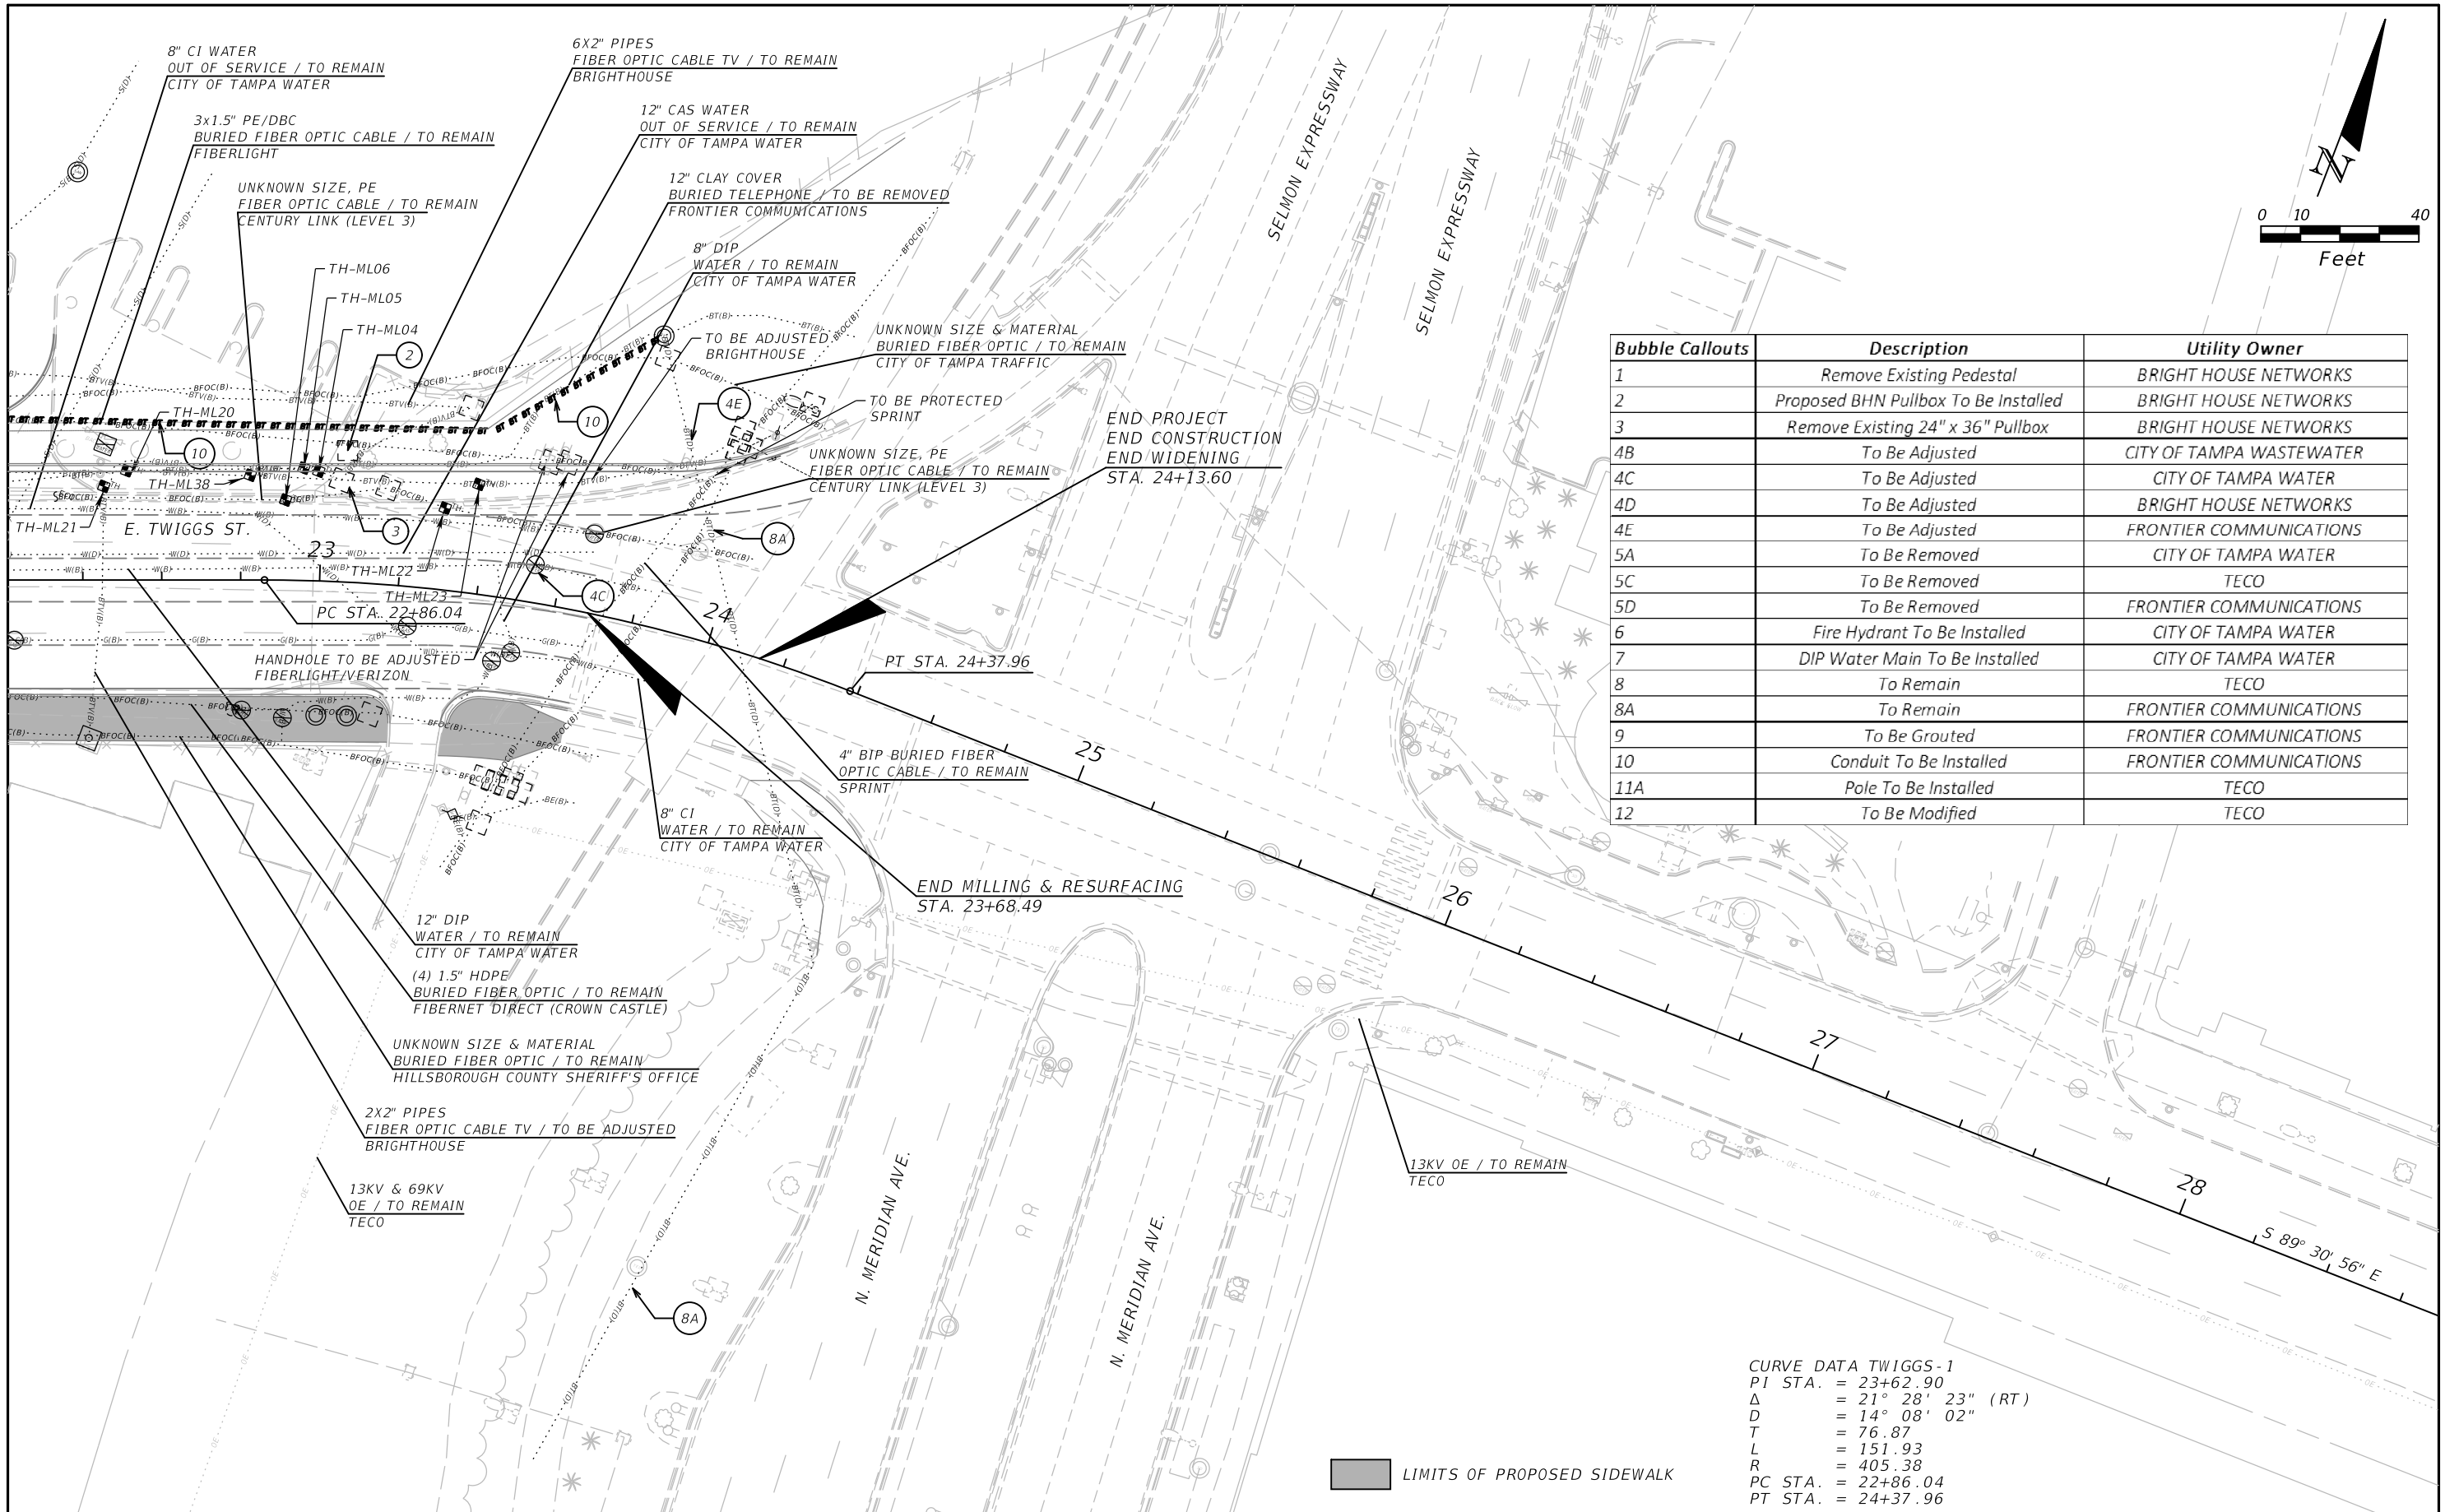 8" CI WATER
OUT OF SERVICE / TO REMAIN
CITY OF TAMPA WATER
3x1.5" PE/DBC
BURIED FIBER OPTIC CABLE / TO REMAIN
FIBERLIGHT
UNKNOWN SIZE, PE
FIBER OPTIC CABLE / TO REMAIN
CENTURY LINK (LEVEL 3)
TH-ML06
TH-ML05
TH-ML04
2
6X2" PIPES
FIBER OPTIC CABLE TV / TO REMAIN
BRIGHTHOUSE
12" CAS WATER
OUT OF SERVICE / TO REMAIN
CITY OF TAMPA WATER
12" CLAY COVER
BURIED TELEPHONE / TO BE REMOVED
FRONTIER COMMUNICATIONS
8" DIP
WATER / TO REMAIN
CITY OF TAMPA WATER
TO BE ADJUSTED
BRIGHTHOUSE
UNKNOWN SIZE & MATERIAL
BURIED FIBER OPTIC / TO REMAIN
CITY OF TAMPA TRAFFIC
4E
TO BE PROTECTED
SPRINT
10
UNKNOWN SIZE, PE
FIBER OPTIC CABLE / TO REMAIN
CENTURY LINK (LEVEL 3)
END PROJECT
END CONSTRUCTION
END WIDENING
STA. 24+13.60
SELMON EXPRESSWAY
SELMON EXPRESSWAY
N
0 10 40
Feet
Bubble Callouts Description Utility Owner
1 Remove Existing Pedestal BRIGHT HOUSE NETWORKS
2 Proposed BHN Pullbox To Be Installed BRIGHT HOUSE NETWORKS
3 Remove Existing 24" x 36" Pullbox BRIGHT HOUSE NETWORKS
4B To Be Adjusted CITY OF TAMPA WASTEWATER
4C To Be Adjusted CITY OF TAMPA WATER
4D To Be Adjusted BRIGHT HOUSE NETWORKS
4E To Be Adjusted FRONTIER COMMUNICATIONS
5A To Be Removed CITY OF TAMPA WATER
5C To Be Removed TECO
5D To Be Removed FRONTIER COMMUNICATIONS
6 Fire Hydrant To Be Installed CITY OF TAMPA WATER
7 DIP Water Main To Be Installed CITY OF TAMPA WATER
8 To Remain TECO
8A To Remain FRONTIER COMMUNICATIONS
9 To Be Grouted FRONTIER COMMUNICATIONS
10 Conduit To Be Installed FRONTIER COMMUNICATIONS
11A Pole To Be Installed TECO
12 To Be Modified TECO
TH-ML20
10
TH-ML38
TH-ML21
E. TWIGGS ST.
3
8A
23
TH-ML22
TH-ML23
4C
PC STA. 22+86.04
24
HANDHOLE TO BE ADJUSTED
FIBERLIGHT/VERIZON
PT STA. 24+37.96
4" BIP BURIED FIBER
OPTIC CABLE / TO REMAIN
SPRINT
25
8" CI
WATER / TO REMAIN
CITY OF TAMPA WATER
END MILLING & RESURFACING
STA. 23+68.49
26
12" DIP
WATER / TO REMAIN
CITY OF TAMPA WATER
(4) 1.5" HDPE
BURIED FIBER OPTIC / TO REMAIN
FIBERNET DIRECT (CROWN CASTLE)
UNKNOWN SIZE & MATERIAL
BURIED FIBER OPTIC / TO REMAIN
HILLSBOROUGH COUNTY SHERIFF'S OFFICE
2X2" PIPES
FIBER OPTIC CABLE TV / TO BE ADJUSTED
BRIGHTHOUSE
13KV & 69KV
OE / TO REMAIN
TECO
27
13KV OE / TO REMAIN
TECO
28
S 89° 30' 56" E
N. MERIDIAN AVE.
N. MERIDIAN AVE.
8A
LIMITS OF PROPOSED SIDEWALK
CURVE DATA TWIGGS-1
PI STA. = 23+62.90
Δ = 21° 28' 23" (RT)
D = 14° 08' 02"
T = 76.87
L = 151.93
R = 405.38
PC STA. = 22+86.04
PT STA. = 24+37.96